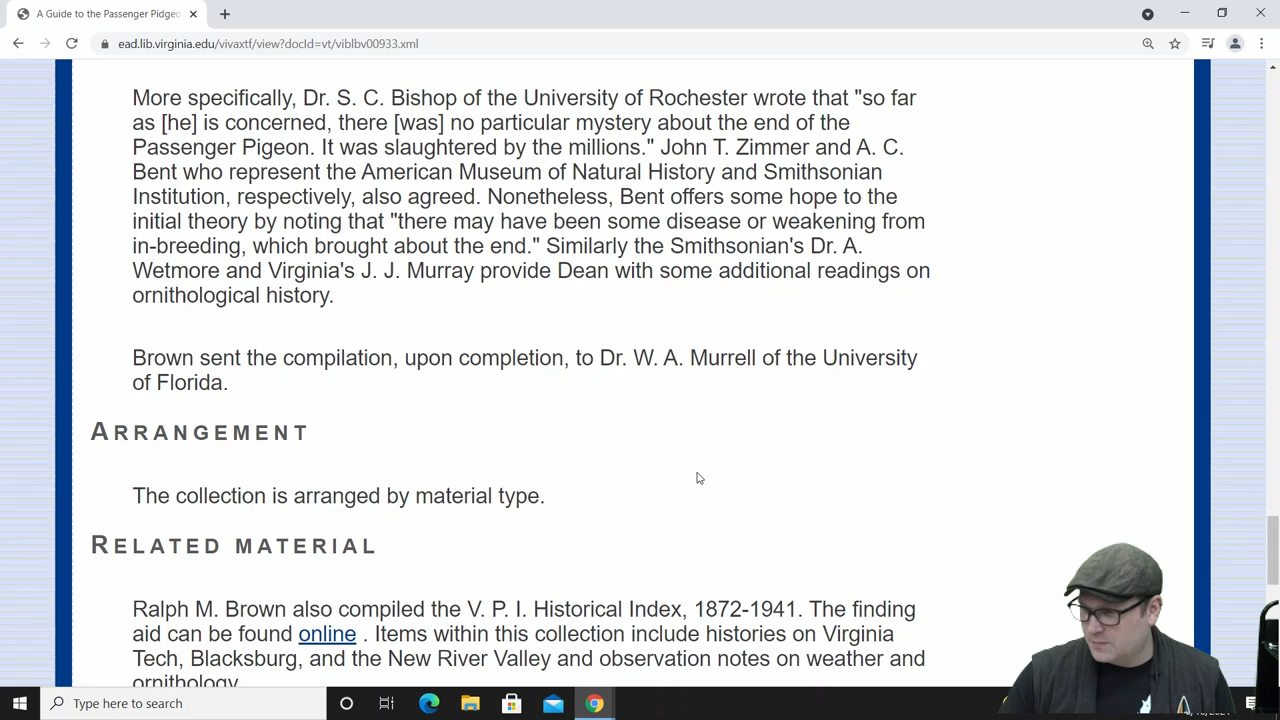 A Guide to the Passenger Pidgeo
ead.lib.virginia.edu/vivaxtf/view?docId=vt/viblbv00933.xml
More specifically, Dr. S. C. Bishop of the University of Rochester wrote that "so far
as [he] is concerned, there [was] no particular mystery about the end of the
Passenger Pigeon. It was slaughtered by the millions." John T. Zimmer and A. C.
Bent who represent the American Museum of Natural History and Smithsonian
Institution, respectively, also agreed. Nonetheless, Bent offers some hope to the
initial theory by noting that "there may have been some disease or weakening from
in-breeding, which brought about the end." Similarly the Smithsonian's Dr. A.
Wetmore and Virginia's J. J. Murray provide Dean with some additional readings on
ornithological history.
Brown sent the compilation, upon completion, to Dr. W. A. Murrell of the University
of Florida.
ARRANGEMENT
The collection is arranged by material type.
RELATED MATERIAL
Ralph M. Brown also compiled the V. P. I. Historical Index, 1872-1941. The finding
aid can be found online . Items within this collection include histories on Virginia
Tech, Blacksburg, and the New River Valley and observation notes on weather and
ornithology
Type here to search